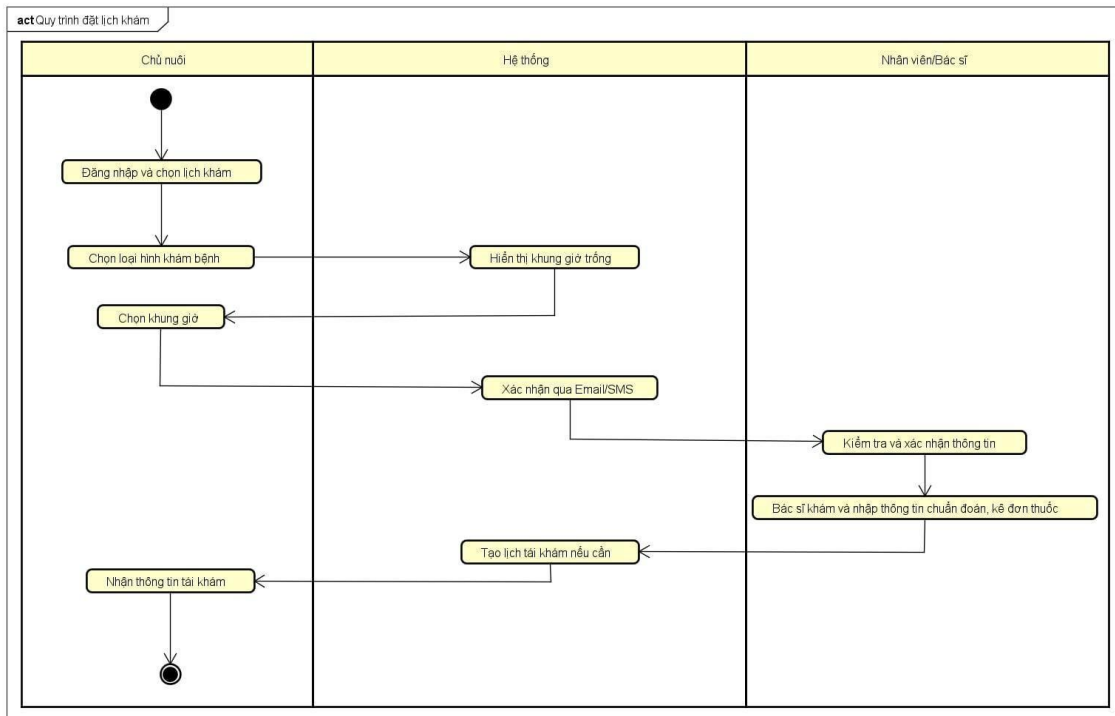 act Quy trình đặt lịch khám
Chủ nuôi
Hệ thống
Nhân viên/Bác sĩ
Đăng nhập và chọn lịch khám
Chọn loại hình khám bệnh
Hiển thị khung giờ trống
Chọn khung giờ
Xác nhận qua Email/SMS
Kiểm tra và xác nhận thông tin
Bác sĩ khám và nhập thông tin chuẩn đoàn, kê đơn thuốc
Tạo lịch tái khám nếu cần
Nhận thông tin tái khám